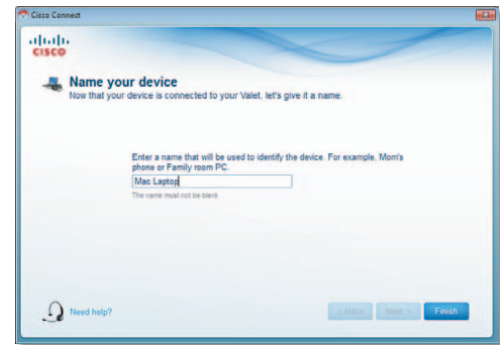 Cisco Connect
CISCO
Name your device
Now that your device is connected to your Valet, let's give it a name.
Enter a name that will be used to identify the device. For example, Mom's
phone or Family room PC.
Mac Laptop
The name must not be blank
Need help?
Next >
Finish